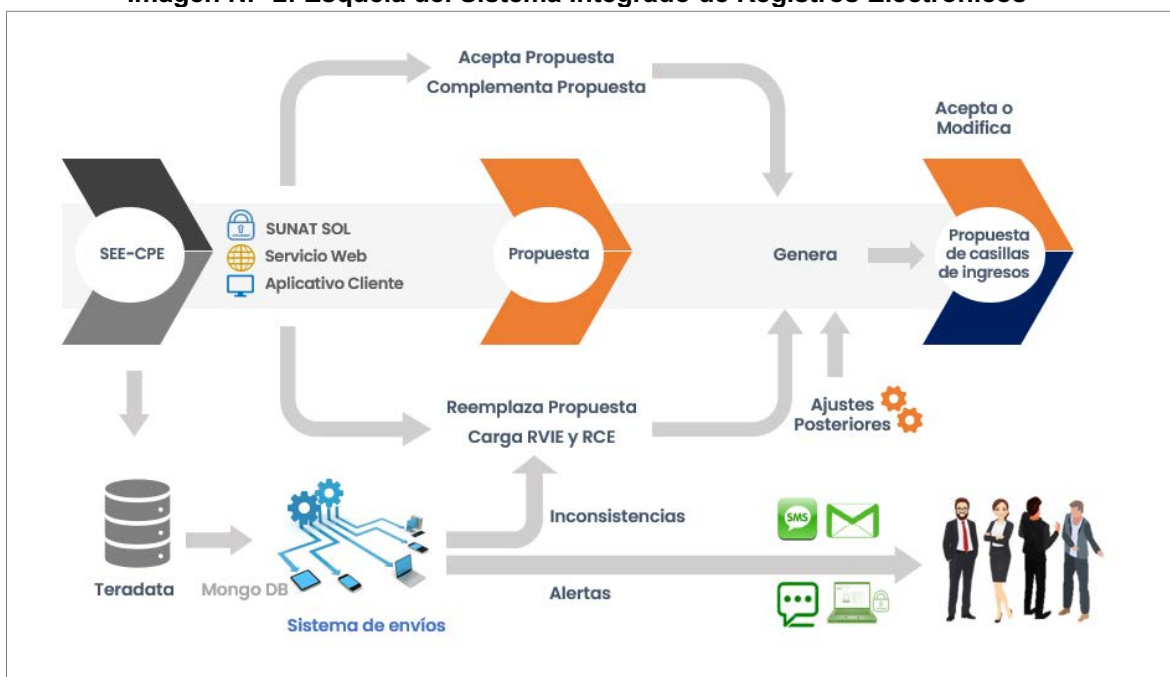 Acepta Propuesta
Complementa Propuesta
Acepta o
Modifica
SEE-CPE
SUNAT SOL
Servicio Web
Aplicativo Cliente
Propuesta
Genera
Propuesta
de casillas
de ingresos
Reemplaza Propuesta
Carga RVIE y RCE
Ajustes
Posteriores
Inconsistencias
SMS
Teradata
Mongo DB
Alertas
Sistema de envíos